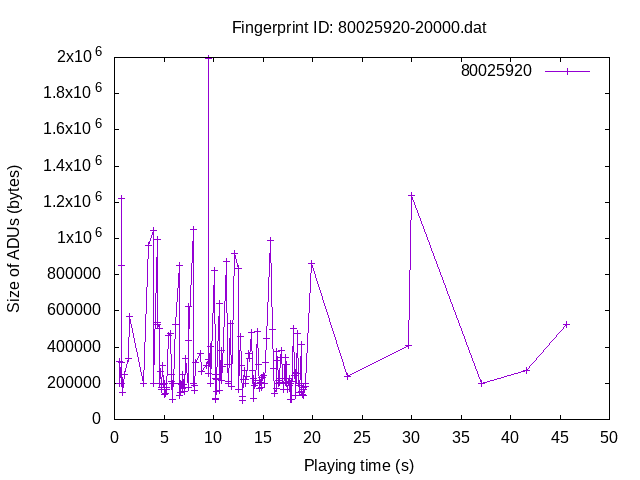 Fingerprint ID: 80025920-20000.dat
80025920
2x10^6
1.8x10^6
1.6x10^6
1.4x10^6
1.2x10^6
1x10^6
800000
600000
400000
200000
0
Size of ADUs (bytes)
0 5 10 15 20 25 30 35 40 45 50
Playing time (s)